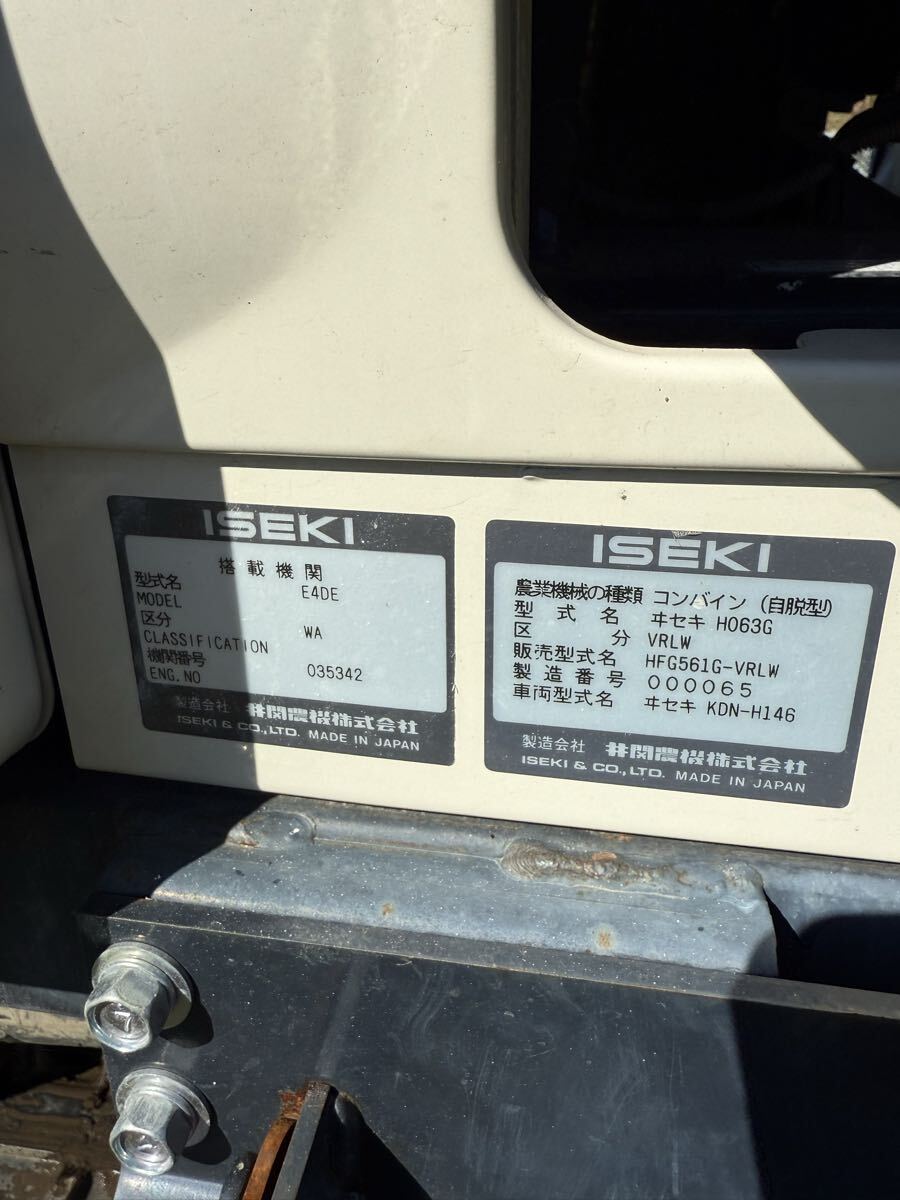 ISEKI
搭載機関
型式名 E4DE
MODEL
区分 WA
CLASSIFICATION
機関番号 035342
ENG.NO
製造会社 井関農機株式会社
ISEKI & CO.,LTD. MADE IN JAPAN
ISEKI
農業機械の種類 コンバイン (自脱型)
型式名 ヰセキ HO63G
区分 VRLW
販売型式名 HFG561G-VRLW
製造番号 000065
車両型式名 ヰセキ KDN-H146
製造会社 井関農機株式会社
ISEKI & CO.,LTD. MADE IN JAPAN
7
7